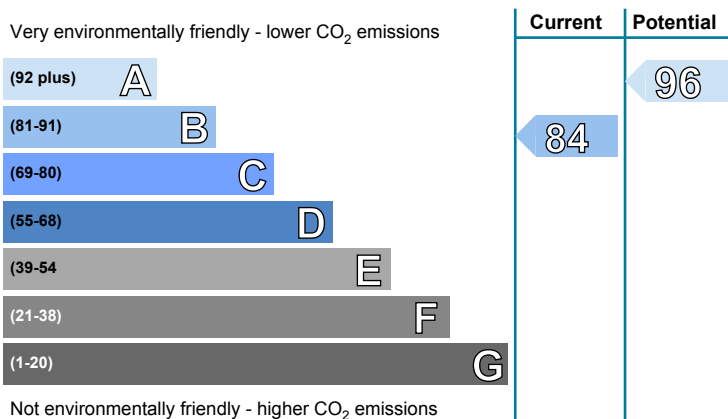 Very environmentally friendly - lower CO2 emissions
Current
Potential
(92 plus) A
(81-91) B
(69-80) C
(55-68) D
(39-54 E
(21-38) F
(1-20) G
84
96
Not environmentally friendly - higher CO2 emissions